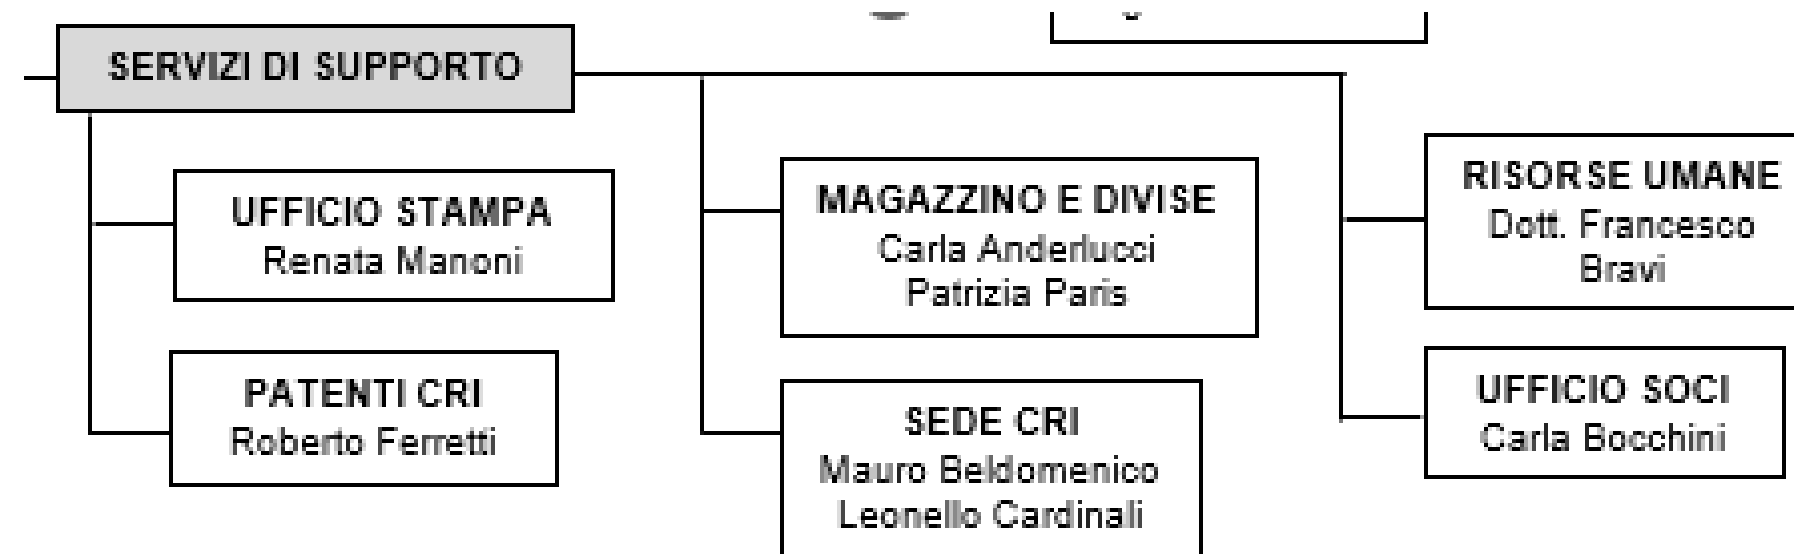 SERVIZI DI SUPPORTO
UFFICIO STAMPA
Renata Manoni
PATENTI CRI
Roberto Ferretti
MAGAZZINO E DIVISE
Carla Anderlucci
Patrizia Paris
SEDE CRI
Mauro Beldomenico
Leonello Cardinali
RISORSE UMANE
Dott. Francesco
Bravi
UFFICIO SOCI
Carla Bocchini